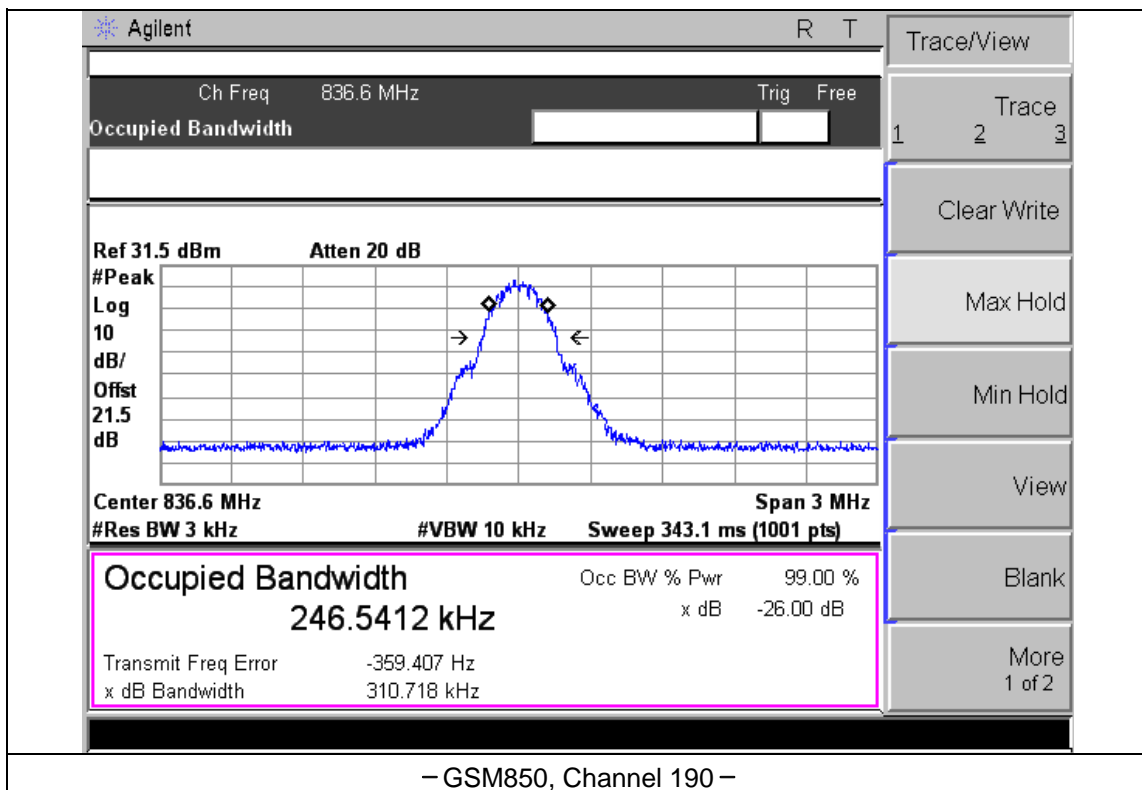 Agilent R T
Trace/View
Ch Freq 836.6 MHz Trig Free
Occupied Bandwidth
Trace
1 2 3
Clear Write
Max Hold
Min Hold
View
Blank
More
1 of 2
Ref 31.5 dBm Atten 20 dB
#Peak
Log
10
dB/
Offst
21.5
dB
Center 836.6 MHz Span 3 MHz
#Res BW 3 kHz #VBW 10 kHz Sweep 343.1 ms (1001 pts)
Occupied Bandwidth Occ BW % Pwr 99.00 %
246.5412 kHz x dB -26.00 dB
Transmit Freq Error -359.407 Hz
x dB Bandwidth 310.718 kHz
－GSM850, Channel 190－